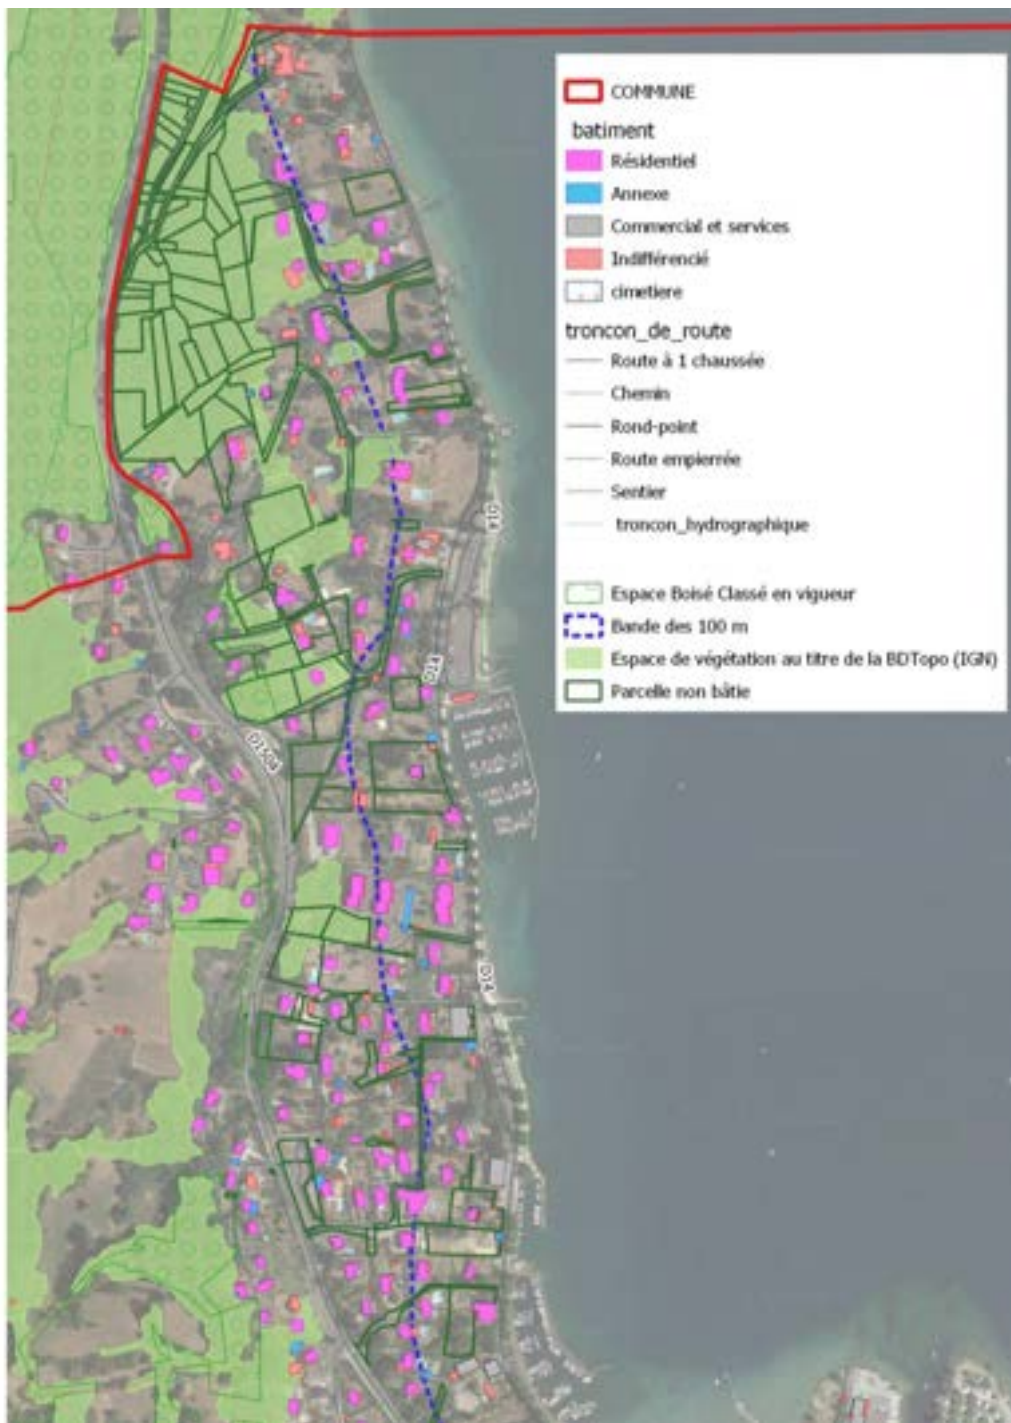 COMMUNE
batiment
Résidentiel
Annexe
Commercial et services
Indifférencié
cimetiere
troncon_de_route
Route à 1 chaussée
Chemin
Rond-point
Route empierrée
Sentier
troncon_hydrographique
Espace Boisé Classé en vigueur
Bande des 100 m
Espace de végétation au titre de la BDTopo (IGN)
Parcelle non bâtie
D14
D14
D1508
D14